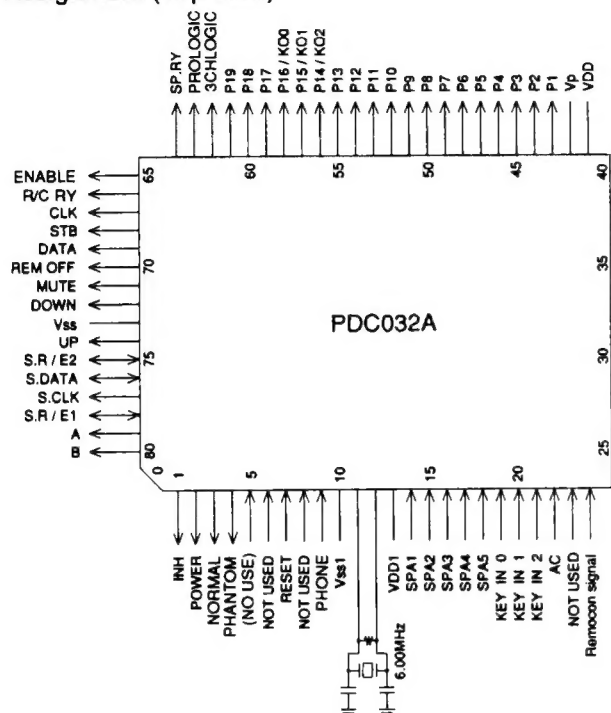 SP.RY
PROLOGIC
3CHLOGIC
P19
P18
P17
P16 / KO0
P15 / KO1
P14 / KO2
P13
P12
P11
P10
P9
P8
P7
P6
P5
P4
P3
P2
P1
Vp
VDD
65
60
55
50
45
40
ENABLE
R/C RY
CLK
STB
DATA
REM OFF
MUTE
DOWN
Vss
UP
S.R / E2
S.DATA
S.CLK
S.R / E1
A
B
70
75
80
PDC032A
35
30
25
0
1
5
10
15
20
INH
POWER
NORMAL
PHANTOM
(NO USE)
NOT USED
RESET
NOT USED
PHONE
Vss1
6.00MHz
VDD1
SPA1
SPA2
SPA3
SPA4
SPA5
KEY IN 0
KEY IN 1
KEY IN 2
AC
NOT USED
Remocon signal